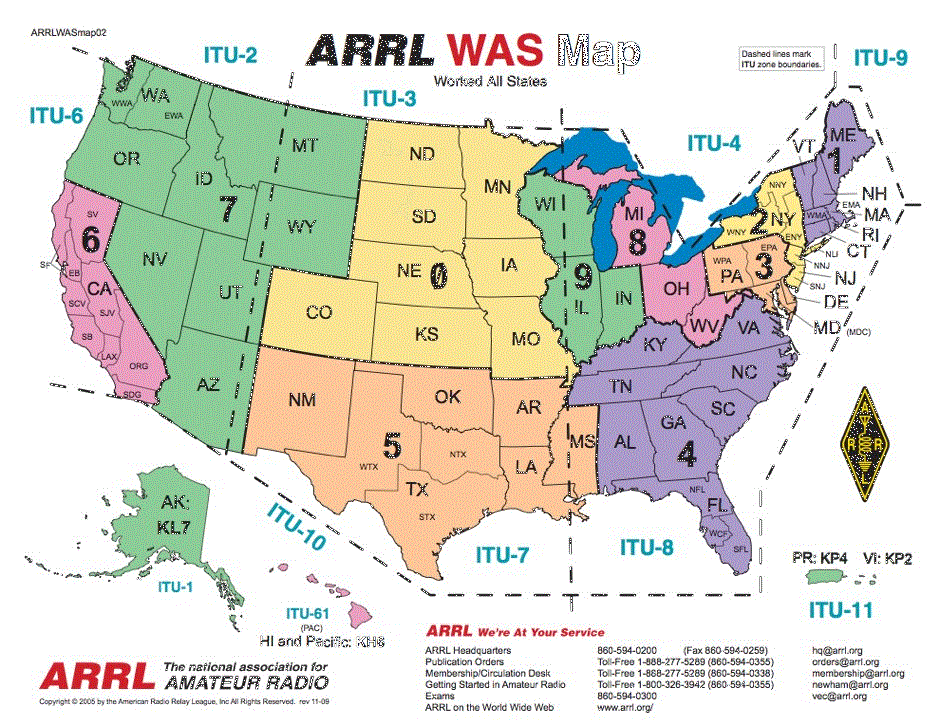 ARRLWASmap02
ITU-2
ARRL WAS Map
Worked All States
Dashed lines mark
ITU zone boundaries.
ITU-9
ITU-6
ITU-3
ITU-4
WWA
WA
EWA
OR
ID
7
MT
WY
NV
UT
AZ
SV
6
SF
EB
CA
SCV
SJV
SB
LAX
ORG
SDG
ND
SD
NE
0
CO
KS
MN
IA
MO
WI
9
IL
IN
MI
8
OH
WV
VT
ME
1
NH
EMA
MA
WMA
RI
CT
NNY
2
NY
WNY
ENY
NLI
NNJ
NJ
SNJ
WPA
EPA
PA
3
DE
MD (MDC)
VA
KY
NC
TN
SC
GA
AL
4
NFL
FL
WCF
SFL
NM
OK
AR
5
WTX
NTX
TX
STX
LA
MS
A
R
R
L
AK:
KL7
ITU-1
ITU-10
ITU-7
ITU-8
PR: KP4
VI: KP2
ITU-11
ITU-61
(PAC)
HI and Pacific: KH6
ARRL The national association for
AMATEUR RADIO
Copyright © 2005 by the American Radio Relay League, Inc All Rights Reserved. rev 11-09
ARRL We're At Your Service
ARRL Headquarters 860-594-0200 (Fax 860-594-0259) hq@arrl.org
Publication Orders Toll-Free 1-888-277-5289 (860-594-0355) orders@arrl.org
Membership/Circulation Desk Toll-Free 1-888-277-5289 (860-594-0338) membership@arrl.org
Getting Started in Amateur Radio Toll-Free 1-800-326-3942 (860-594-0355) newham@arrl.org
Exams 860-594-0300 vec@arrl.org
ARRL on the World Wide Web www.arrl.org/